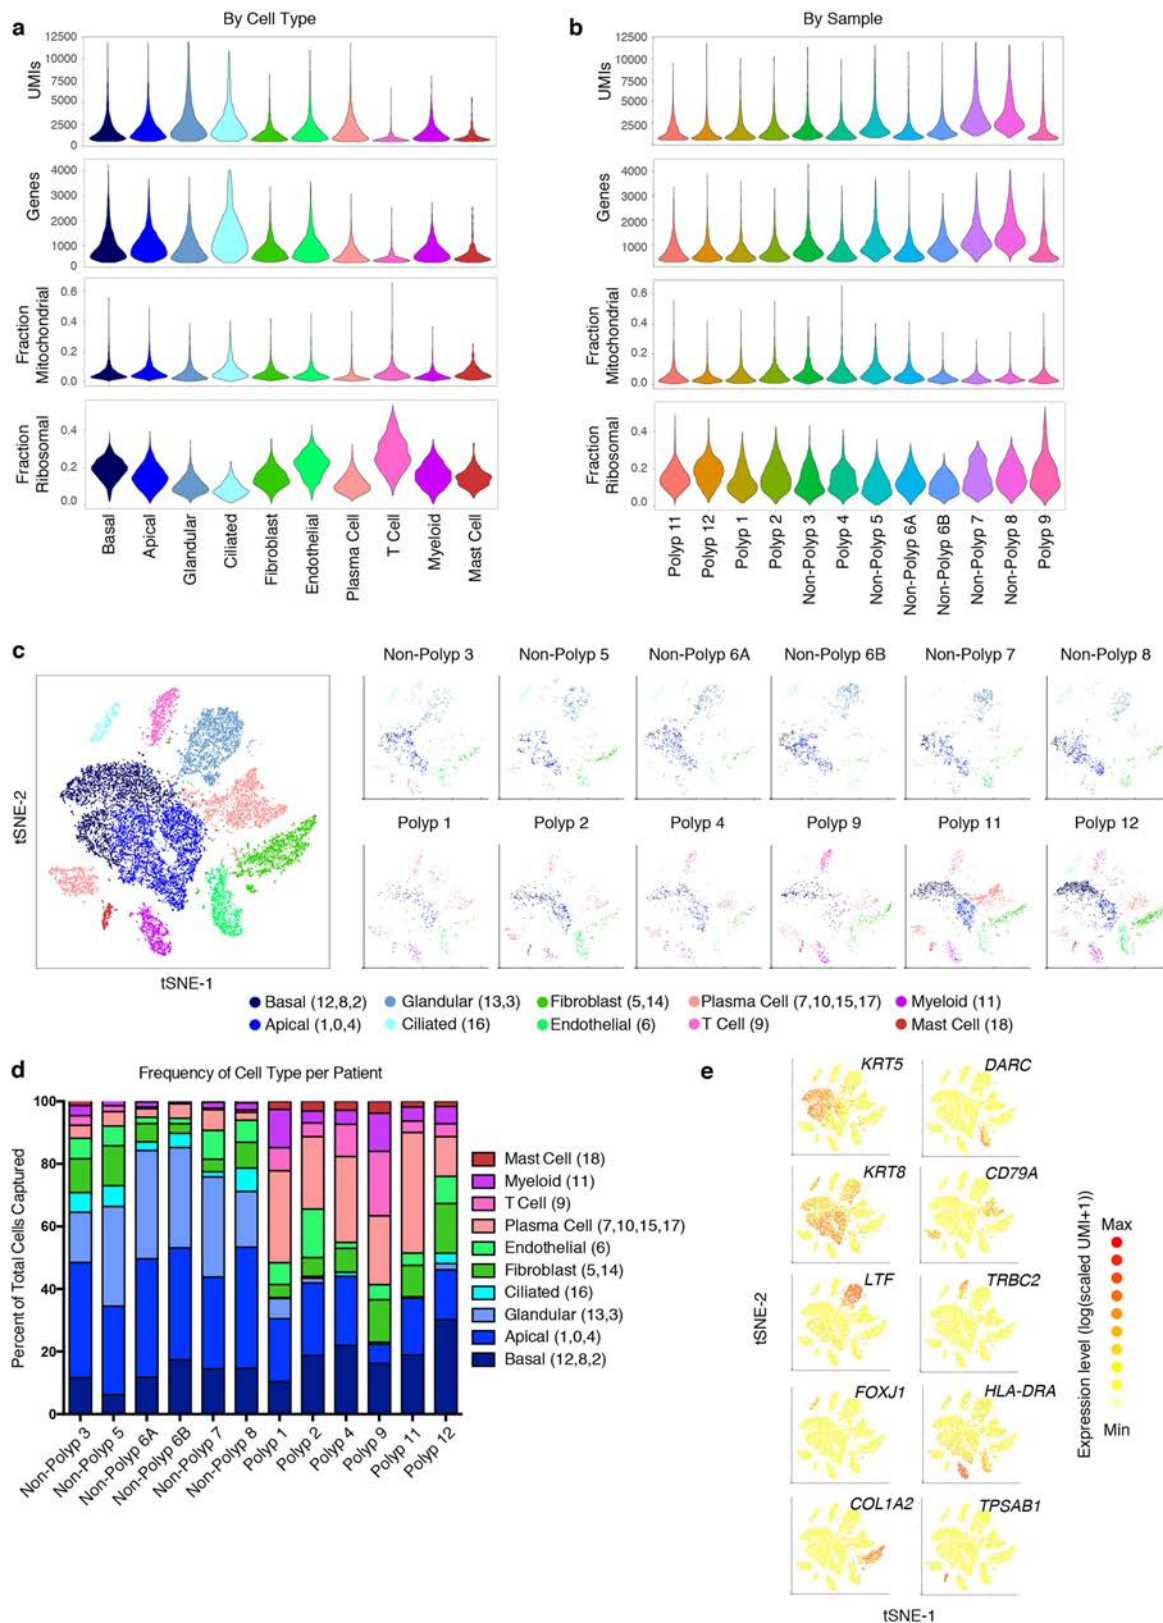 a
By Cell Type
UMIs
12500
10000
7500
5000
2500
0
Genes
4000
3000
2000
1000
0
Fraction
Mitochondrial
0.6
0.4
0.2
0.0
Fraction
Ribosomal
0.4
0.2
0.0
Basal
Apical
Glandular
Ciliated
Fibroblast
Endothelial
Plasma Cell
T Cell
Myeloid
Mast Cell
b
By Sample
UMIs
12500
10000
7500
5000
2500
Genes
4000
3000
2000
1000
Fraction
Mitochondrial
0.6
0.4
0.2
0.0
Fraction
Ribosomal
0.4
0.2
0.0
Polyp 11
Polyp 12
Polyp 1
Polyp 2
Non-Polyp 3
Polyp 4
Non-Polyp 5
Non-Polyp 6A
Non-Polyp 6B
Non-Polyp 7
Non-Polyp 8
Polyp 9
c
tSNE-2
tSNE-1
Non-Polyp 3
Non-Polyp 5
Non-Polyp 6A
Non-Polyp 6B
Non-Polyp 7
Non-Polyp 8
Polyp 1
Polyp 2
Polyp 4
Polyp 9
Polyp 11
Polyp 12
Basal (12,8,2)
Glandular (13,3)
Fibroblast (5,14)
Plasma Cell (7,10,15,17)
Myeloid (11)
Apical (1,0,4)
Ciliated (16)
Endothelial (6)
T Cell (9)
Mast Cell (18)
d
Frequency of Cell Type per Patient
Percent of Total Cells Captured
100
80
60
40
20
0
Non-Polyp 3
Non-Polyp 5
Non-Polyp 6A
Non-Polyp 6B
Non-Polyp 7
Non-Polyp 8
Polyp 1
Polyp 2
Polyp 4
Polyp 9
Polyp 11
Polyp 12
Mast Cell (18)
Myeloid (11)
T Cell (9)
Plasma Cell (7,10,15,17)
Endothelial (6)
Fibroblast (5,14)
Ciliated (16)
Glandular (13,3)
Apical (1,0,4)
Basal (12,8,2)
e
KRT5
DARC
KRT8
CD79A
LTF
TRBC2
FOXJ1
HLA-DRA
COL1A2
TPSAB1
tSNE-2
tSNE-1
Expression level (log(scaled UMI+1))
Max
Min